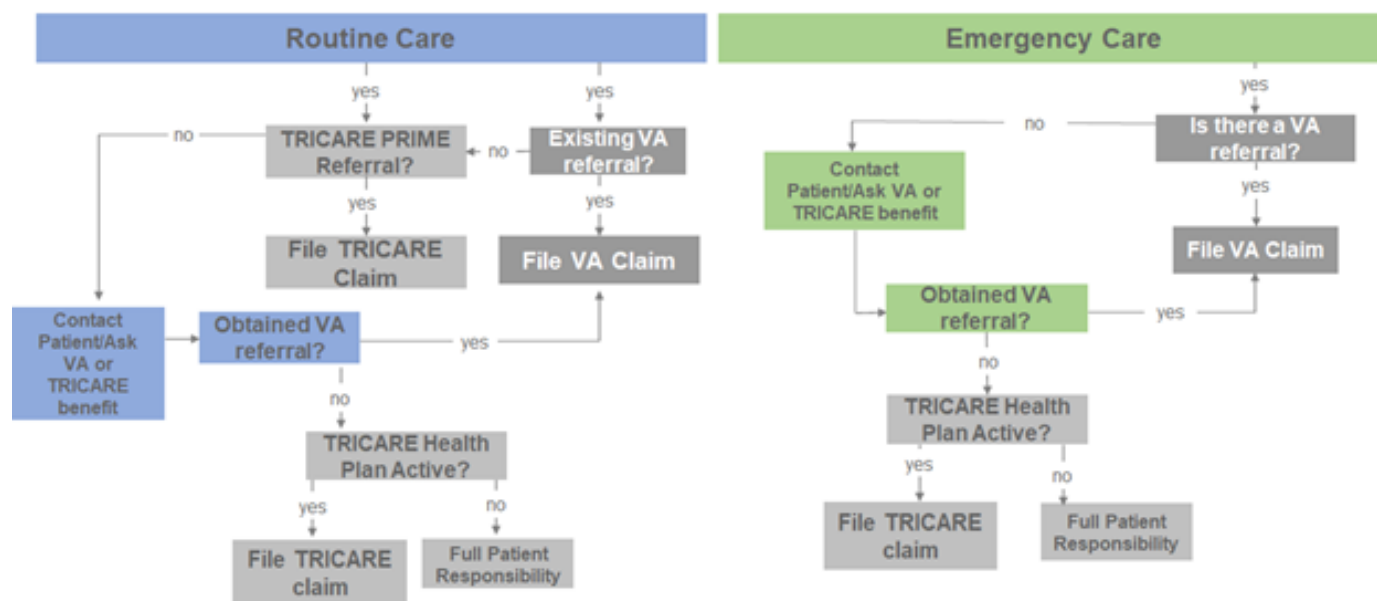 Routine Care
yes
yes
no
TRICARE PRIME
Referral?
no
Existing VA
referral?
yes
yes
File TRICARE
Claim
File VA Claim
Contact
Patient/Ask
VA or
TRICARE
benefit
Obtained VA
referral?
yes
no
TRICARE Health
Plan Active?
yes
no
File TRICARE
claim
Full Patient
Responsibility
Emergency Care
yes
no
Is there a VA
referral?
Contact
Patient/Ask VA or
TRICARE benefit
yes
File VA Claim
Obtained VA
referral?
yes
no
TRICARE Health
Plan Active?
yes
no
File TRICARE
claim
Full Patient
Responsibility